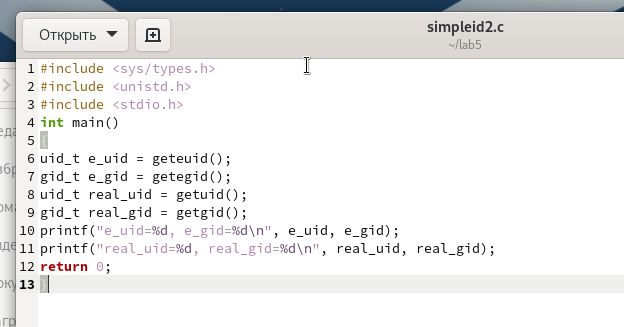 Открыть
simpleid2.c
~/lab5
1 #include <sys/types.h>
2 #include <unistd.h>
3 #include <stdio.h>
4 int main()
5 {
6 uid_t e_uid = geteuid();
7 gid_t e_gid = getegid();
8 uid_t real_uid = getuid();
9 gid_t real_gid = getgid();
10 printf("e_uid=%d, e_gid=%d\n", e_uid, e_gid);
11 printf("real_uid=%d, real_gid=%d\n", real_uid, real_gid);
12 return 0;
13 }